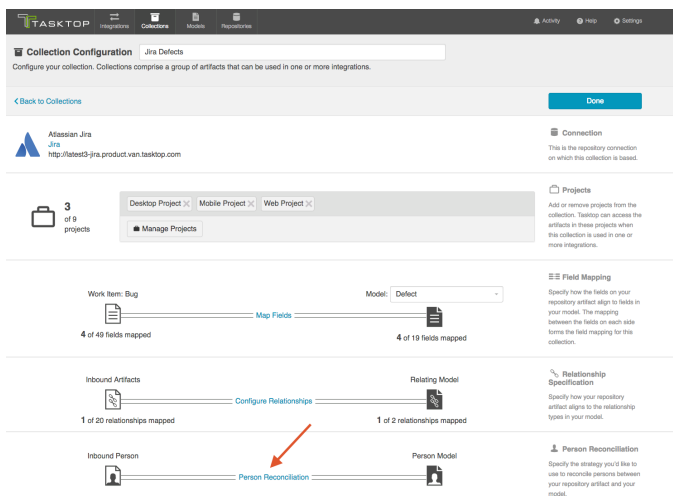 TASKTOP
Integrations
Collections
Models
Repositories
Activity
Help
Settings
Collection Configuration
Jira Defects
Configure your collection. Collections comprise a group of artifacts that can be used in one or more integrations.
Back to Collections
Done
Atlassian Jira
Jira
http://latest3-jira.product.van.tasktop.com
Connection
This is the repository connection
on which this collection is based.
3
of 9
projects
Desktop Project
Mobile Project
Web Project
Manage Projects
Projects
Add or remove projects from the
collection. Tasktop can access the
artifacts in these projects when
this collection is used in one or
more integrations.
Work Item: Bug
Model: Defect
Map Fields
4 of 49 fields mapped
4 of 19 fields mapped
Field Mapping
Specify how the fields on your
repository artifact align to fields in
your model. The mapping
between the fields on each side
forms the field mapping for this
collection.
Inbound Artifacts
Relating Model
Configure Relationships
1 of 20 relationships mapped
1 of 2 relationships mapped
Relationship
Specification
Specify how your repository
artifact aligns to the relationship
types in your model.
Inbound Person
Person Model
Person Reconciliation
Person Reconciliation
Specify the strategy you'd like to
use to reconcile persons between
your repository artifact and your
model.